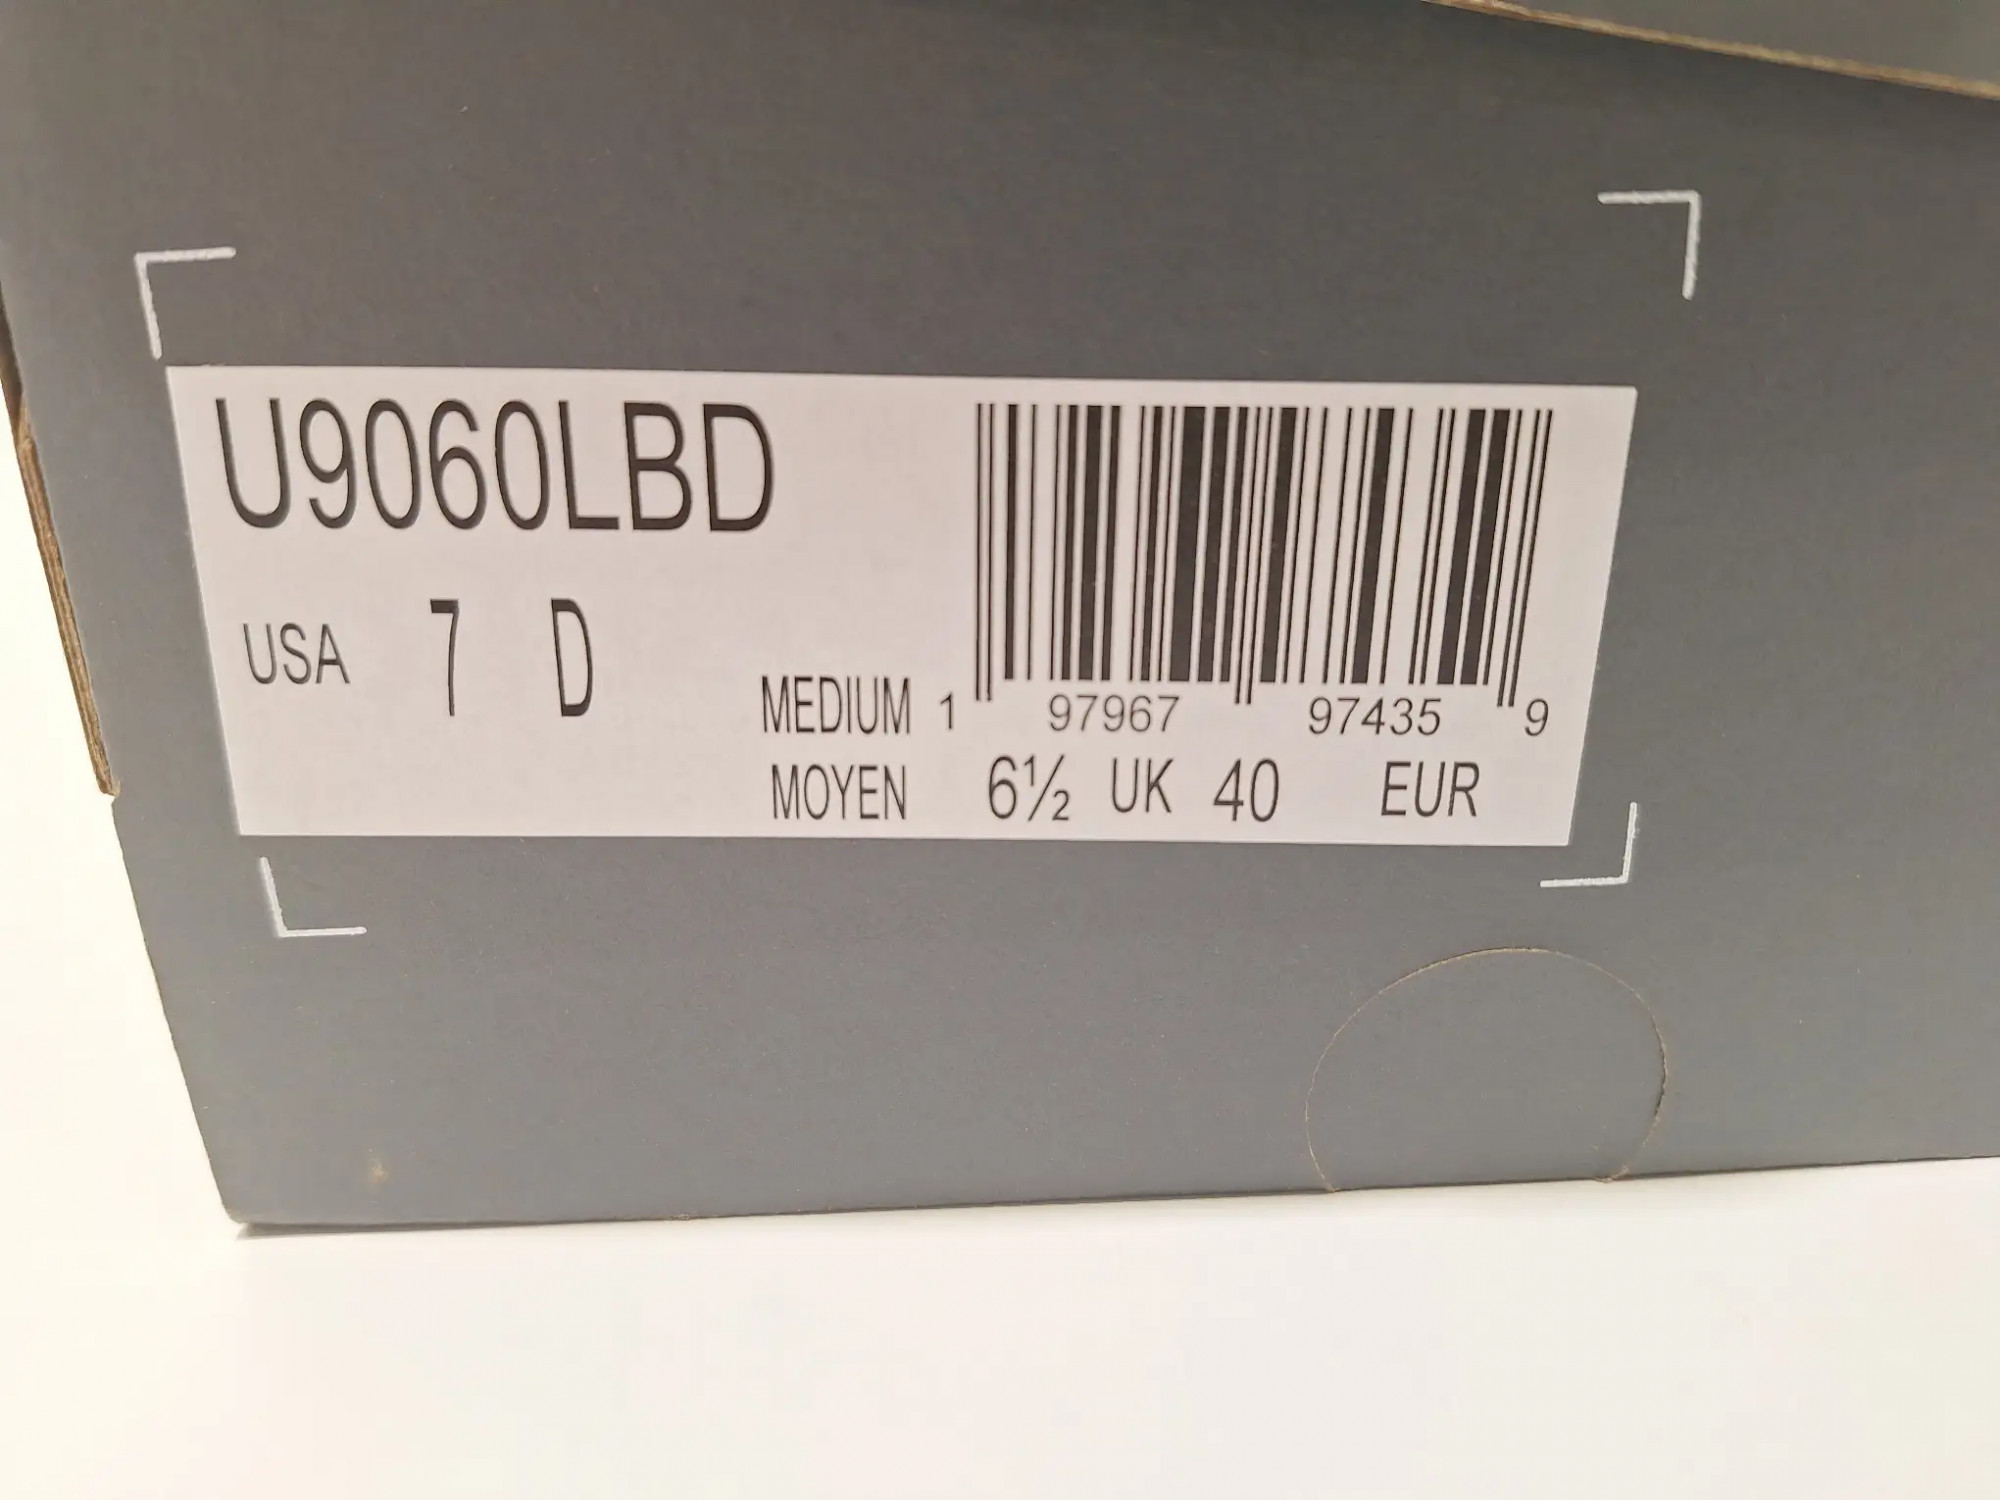 U9060LBD
USA 7 D
MEDIUM 1 97967 97435 9
MOYEN 6½ UK 40 EUR